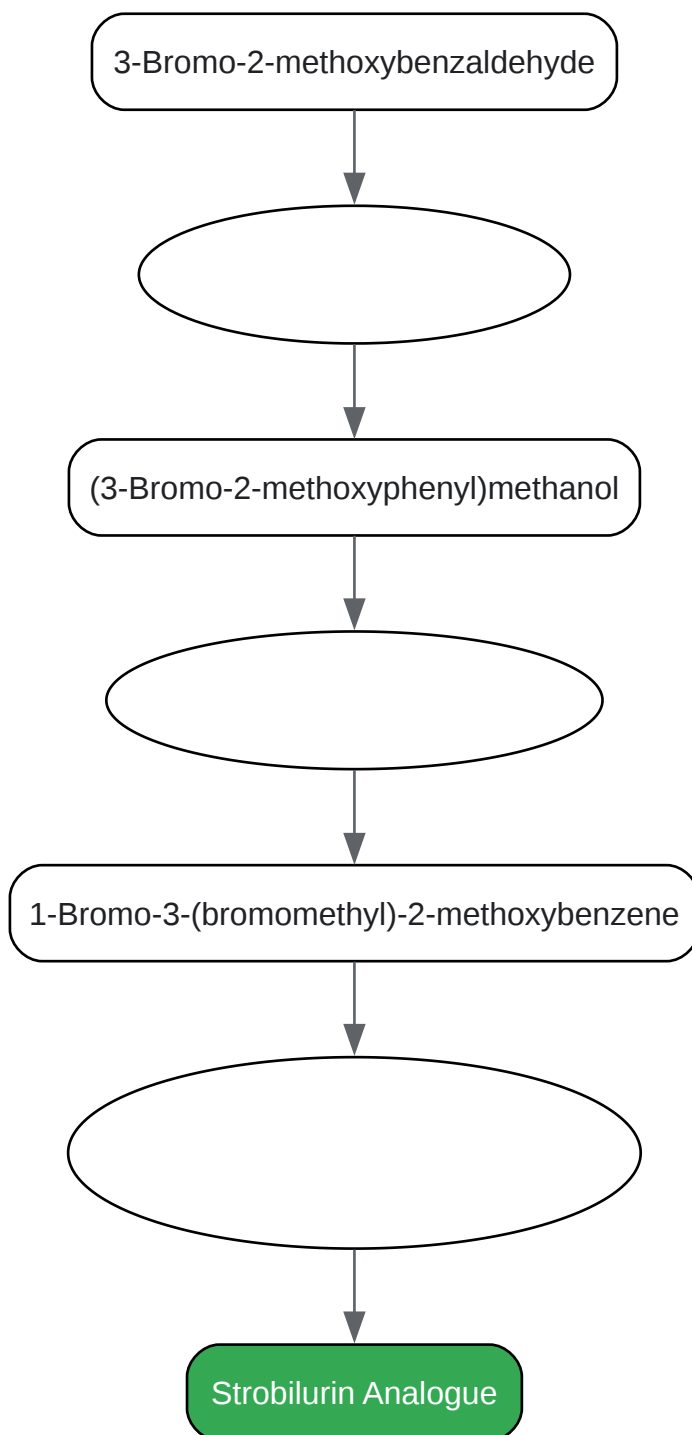 3-Bromo-2-methoxybenzaldehyde
(3-Bromo-2-methoxyphenyl)methanol
1-Bromo-3-(bromomethyl)-2-methoxybenzene
Strobilurin Analogue